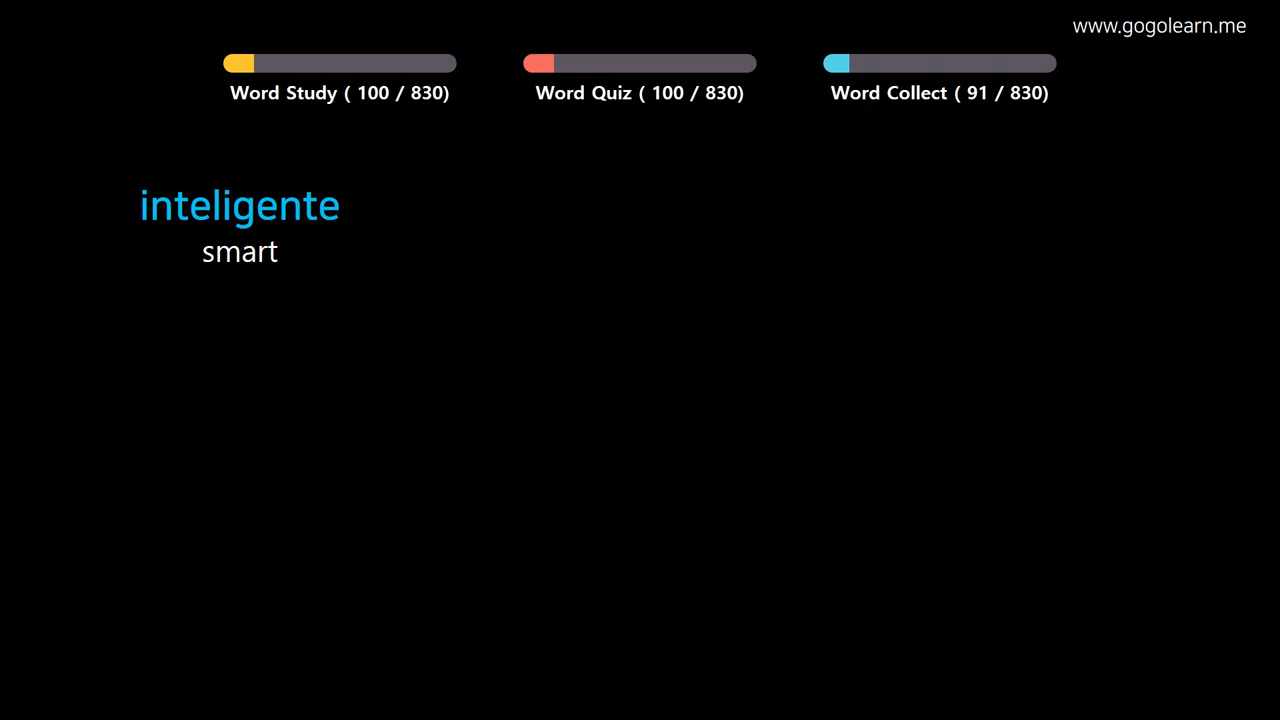 www.gogolearn.me
Word Study ( 100 / 830)
Word Quiz ( 100 / 830)
Word Collect ( 91 / 830)
inteligente
smart